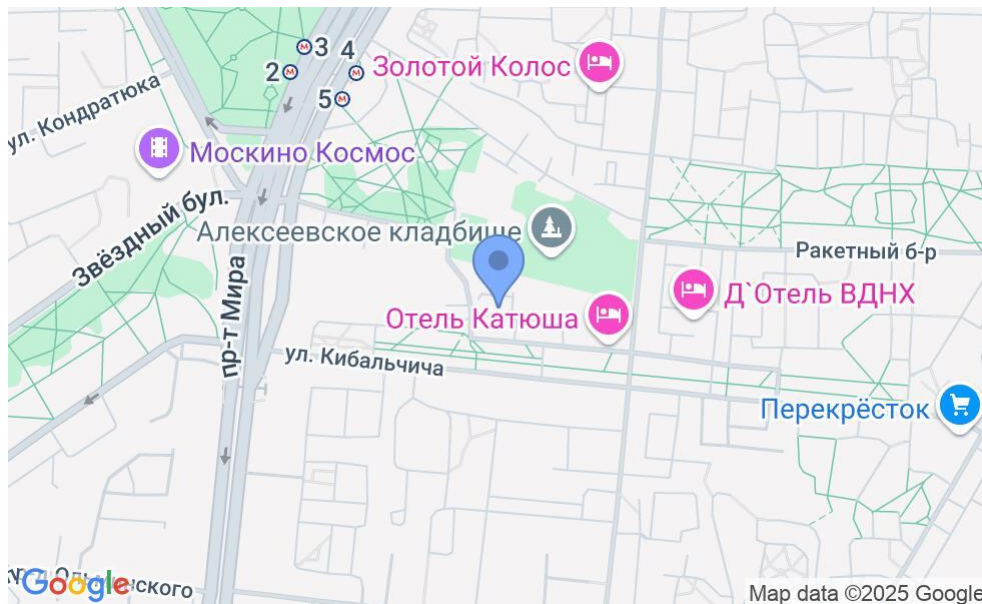 3
4
2
5
Золотой Колос
ул. Кондратюка
Москино Космос
Звёздный бул.
Алексеевское кладбище
Ракетный б-р
пр-т Мира
Д`Отель ВДНХ
Отель Катюша
ул. Кибальчича
Перекрёсток
Google
Map data ©2025 Google